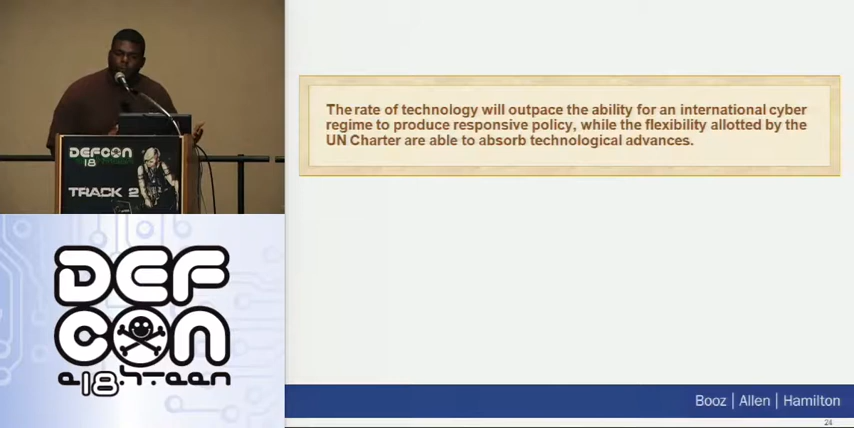 DEFCON
18
TRACK 2
The rate of technology will outpace the ability for an international cyber
regime to produce responsive policy, while the flexibility allotted by the
UN Charter are able to absorb technological advances.
DEF
CON
e18.hteen
Booz | Allen | Hamilton
24